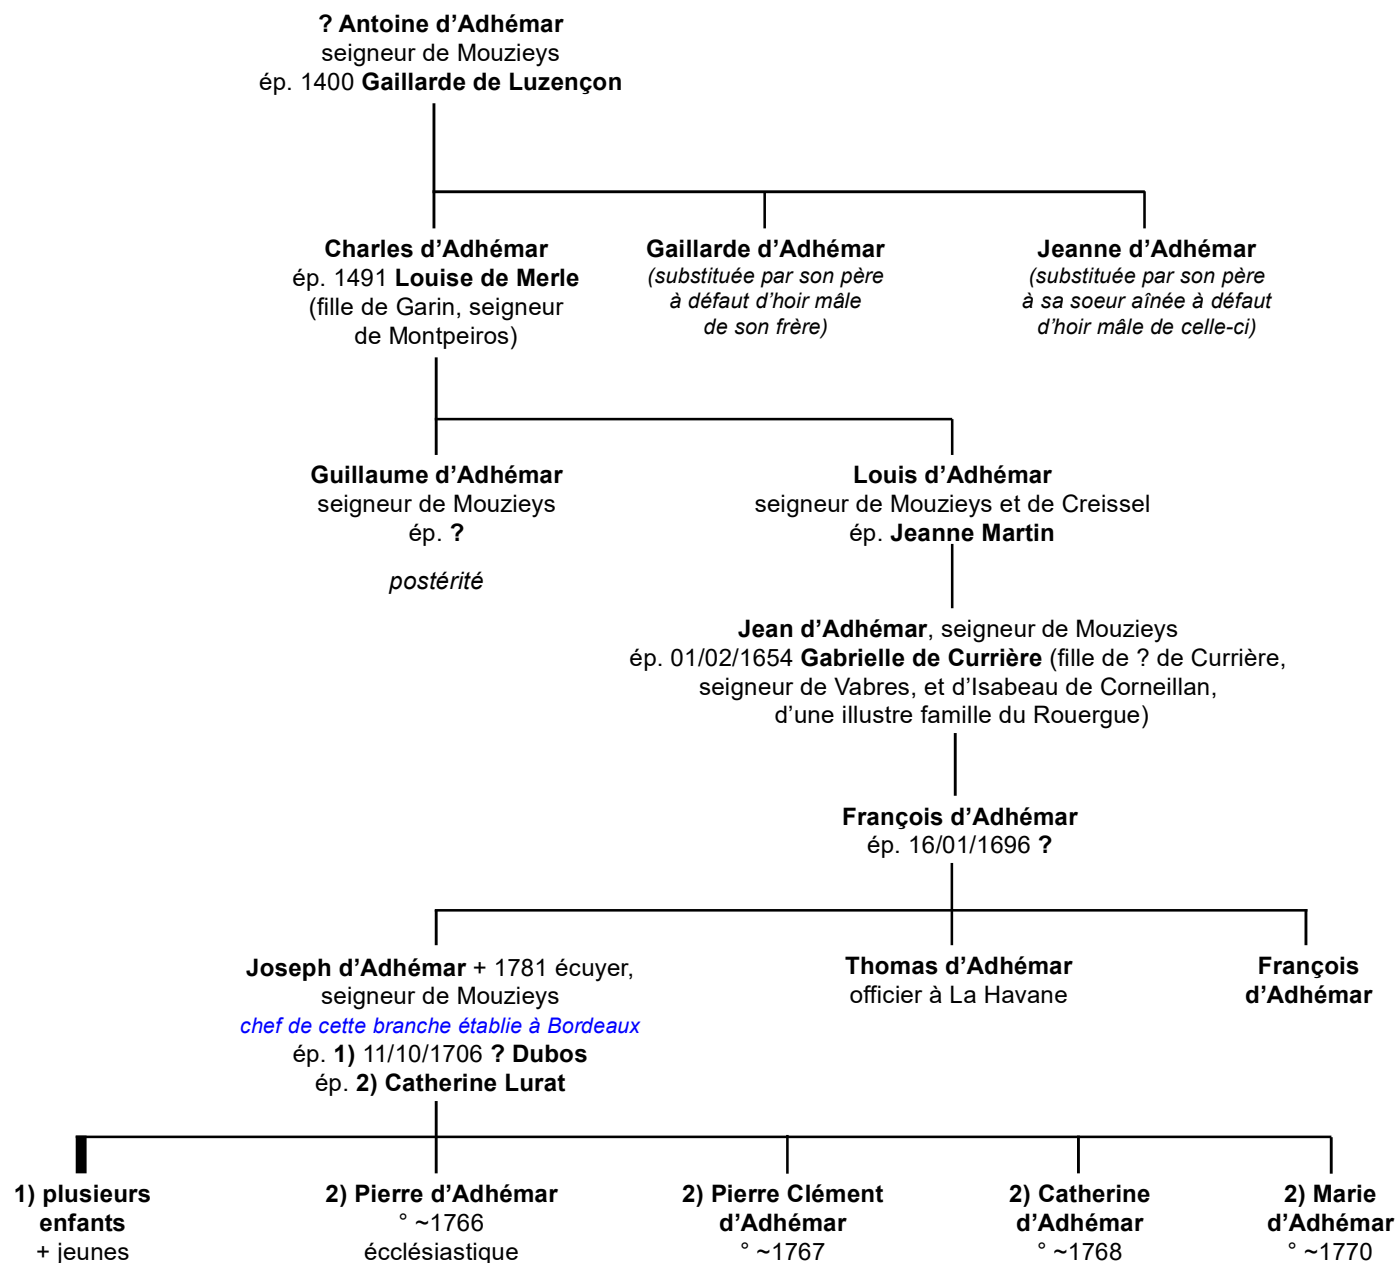 ? Antoine d’Adhémar
seigneur de Mouzieys
ép. 1400 Gaillarde de Luzençon
Charles d’Adhémar
ép. 1491 Louise de Merle
(fille de Garin, seigneur
de Montpeiros)
Gaillarde d’Adhémar
(substituée par son père
à défaut d’hoir mâle
de son frère)
Jeanne d’Adhémar
(substituée par son père
à sa soeur aînée à défaut
d’hoir mâle de celle-ci)
Guillaume d’Adhémar
seigneur de Mouzieys
ép. ?
postérité
Louis d’Adhémar
seigneur de Mouzieys et de Creissel
ép. Jeanne Martin
Jean d’Adhémar, seigneur de Mouzieys
ép. 01/02/1654 Gabrielle de Currière (fille de ? de Currière,
seigneur de Vabres, et d’Isabeau de Corneillan,
d’une illustre famille du Rouergue)
François d’Adhémar
ép. 16/01/1696 ?
Joseph d’Adhémar + 1781 écuyer,
seigneur de Mouzieys
chef de cette branche établie à Bordeaux
ép. 1) 11/10/1706 ? Dubos
ép. 2) Catherine Lurat
Thomas d’Adhémar
officier à La Havane
François
d’Adhémar
1) plusieurs
enfants
+ jeunes
2) Pierre d’Adhémar
° ~1766
écclésiastique
2) Pierre Clément
d’Adhémar
° ~1767
2) Catherine
d’Adhémar
° ~1768
2) Marie
d’Adhémar
° ~1770